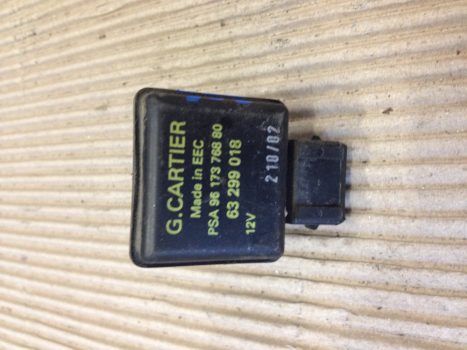 G.CARTIER
Made in EEC
PSA 96 173 768 80
63 299 018
12V
210/02